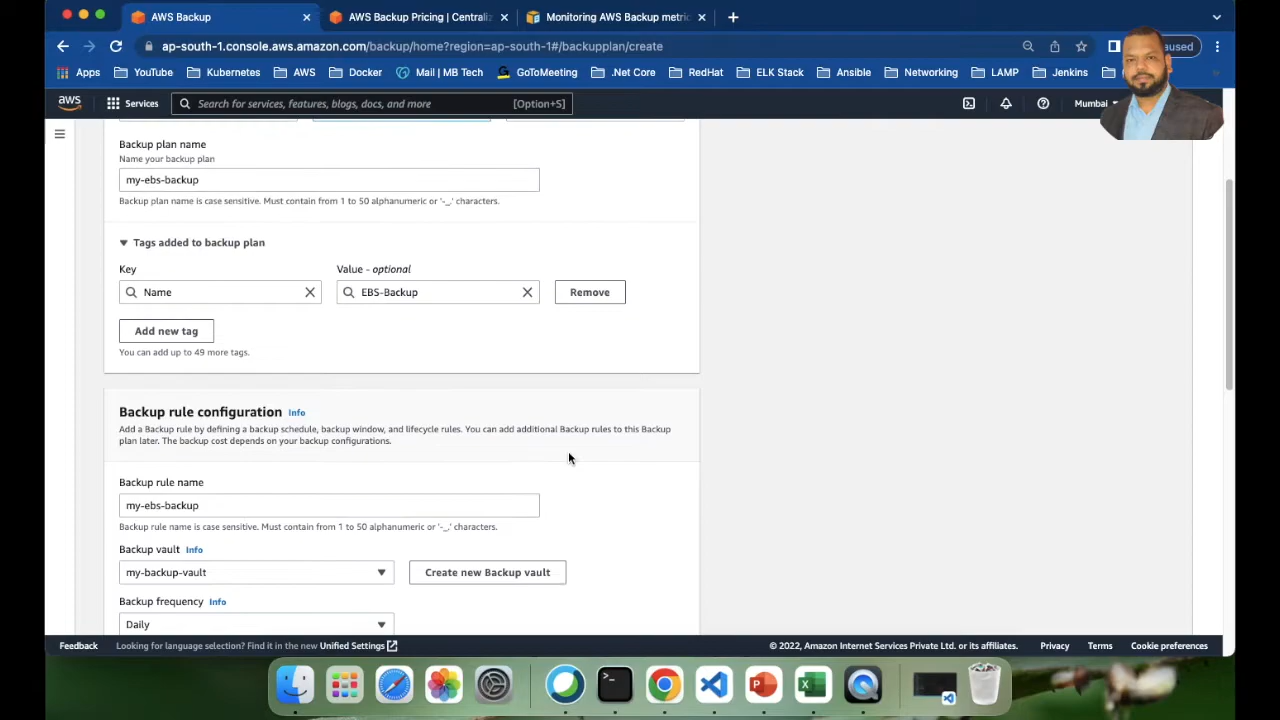 AWS Backup
AWS Backup Pricing | Centrali
Monitoring AWS Backup metric
ap-south-1.console.aws.amazon.com/backup/home?region=ap-south-1#/backupplan/create
Apps
YouTube
Kubernetes
AWS
Docker
Mail | MB Tech
GoToMeeting
.Net Core
RedHat
ELK Stack
Ansible
Networking
LAMP
Jenkins
aws
Services
Search for services, features, blogs, docs, and more
[Option+S]
Mumbai
Backup plan name
Name your backup plan
my-ebs-backup
Backup plan name is case sensitive. Must contain from 1 to 50 alphanumeric or '-_.' characters.
Tags added to backup plan
Key
Value - optional
Name
EBS-Backup
Remove
Add new tag
You can add up to 49 more tags.
Backup rule configuration Info
Add a Backup rule by defining a backup schedule, backup window, and lifecycle rules. You can add additional Backup rules to this Backup
plan later. The backup cost depends on your backup configurations.
Backup rule name
my-ebs-backup
Backup rule name is case sensitive. Must contain from 1 to 50 alphanumeric or '-_.' characters.
Backup vault Info
my-backup-vault
Create new Backup vault
Backup frequency Info
Daily
Feedback
Looking for language selection? Find it in the new Unified Settings
© 2022, Amazon Internet Services Private Ltd. or its affiliates.
Privacy
Terms
Cookie preferences